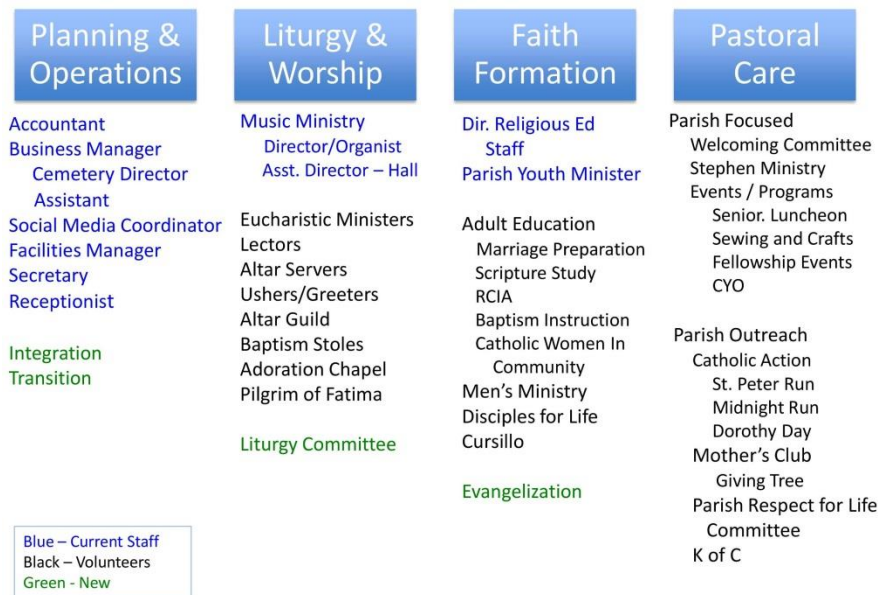 Planning &
Operations
Accountant
Business Manager
Cemetery Director
Assistant
Social Media Coordinator
Facilities Manager
Secretary
Receptionist
Integration
Transition
Liturgy &
Worship
Music Ministry
Director/Organist
Asst. Director – Hall
Eucharistic Ministers
Lectors
Altar Servers
Ushers/Greeters
Altar Guild
Baptism Stoles
Adoration Chapel
Pilgrim of Fatima
Liturgy Committee
Faith
Formation
Dir. Religious Ed
Staff
Parish Youth Minister
Adult Education
Marriage Preparation
Scripture Study
RCIA
Baptism Instruction
Catholic Women In
Community
Men's Ministry
Disciples for Life
Cursillo
Evangelization
Pastoral
Care
Parish Focused
Welcoming Committee
Stephen Ministry
Events / Programs
Senior. Luncheon
Sewing and Crafts
Fellowship Events
CYO
Parish Outreach
Catholic Action
St. Peter Run
Midnight Run
Dorothy Day
Mother's Club
Giving Tree
Parish Respect for Life
Committee
K of C
Blue – Current Staff
Black – Volunteers
Green - New